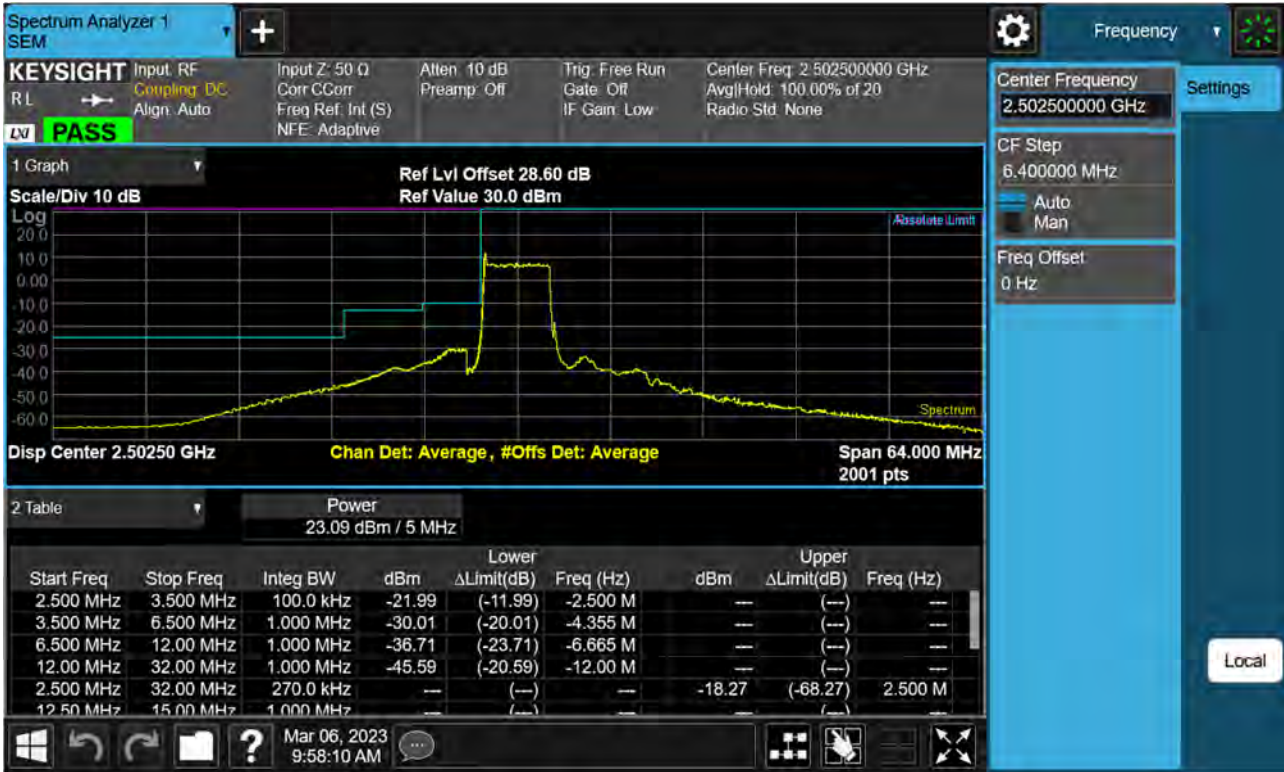 Spectrum Analyzer 1
SEM
+
Frequency
KEYSIGHT
R L
LXI
PASS
Input: RF
Coupling: DC
Align: Auto
Input Z: 50 Ω
Corr CCorr
Freq Ref: Int (S)
NFE: Adaptive
Atten: 10 dB
Preamp: Off
Trig: Free Run
Gate: Off
IF Gain: Low
Center Freq: 2.502500000 GHz
Avg|Hold: 100.00% of 20
Radio Std: None
Center Frequency
2.502500000 GHz
Settings
CF Step
6.400000 MHz
Auto
Man
Freq Offset
0 Hz
Local
1 Graph
Scale/Div 10 dB
Ref Lvl Offset 28.60 dB
Ref Value 30.0 dBm
Log
20.0
10.0
0.00
-10.0
-20.0
-30.0
-40.0
-50.0
-60.0
Absolute Limit
Spectrum
Disp Center 2.50250 GHz
Chan Det: Average, #Offs Det: Average
Span 64.000 MHz
2001 pts
2 Table
Power
23.09 dBm / 5 MHz
Lower Upper
Start Freq Stop Freq Integ BW dBm ΔLimit(dB) Freq (Hz) dBm ΔLimit(dB) Freq (Hz)
2.500 MHz 3.500 MHz 100.0 kHz -21.99 (-11.99) -2.500 M --- (---) ---
3.500 MHz 6.500 MHz 1.000 MHz -30.01 (-20.01) -4.355 M --- (---) ---
6.500 MHz 12.00 MHz 1.000 MHz -36.71 (-23.71) -6.665 M --- (---) ---
12.00 MHz 32.00 MHz 1.000 MHz -45.59 (-20.59) -12.00 M --- (---) ---
2.500 MHz 32.00 MHz 270.0 kHz --- (---) --- -18.27 (-68.27) 2.500 M
12.50 MHz 15.00 MHz 1.000 MHz --- (---)
?
Mar 06, 2023
9:58:10 AM